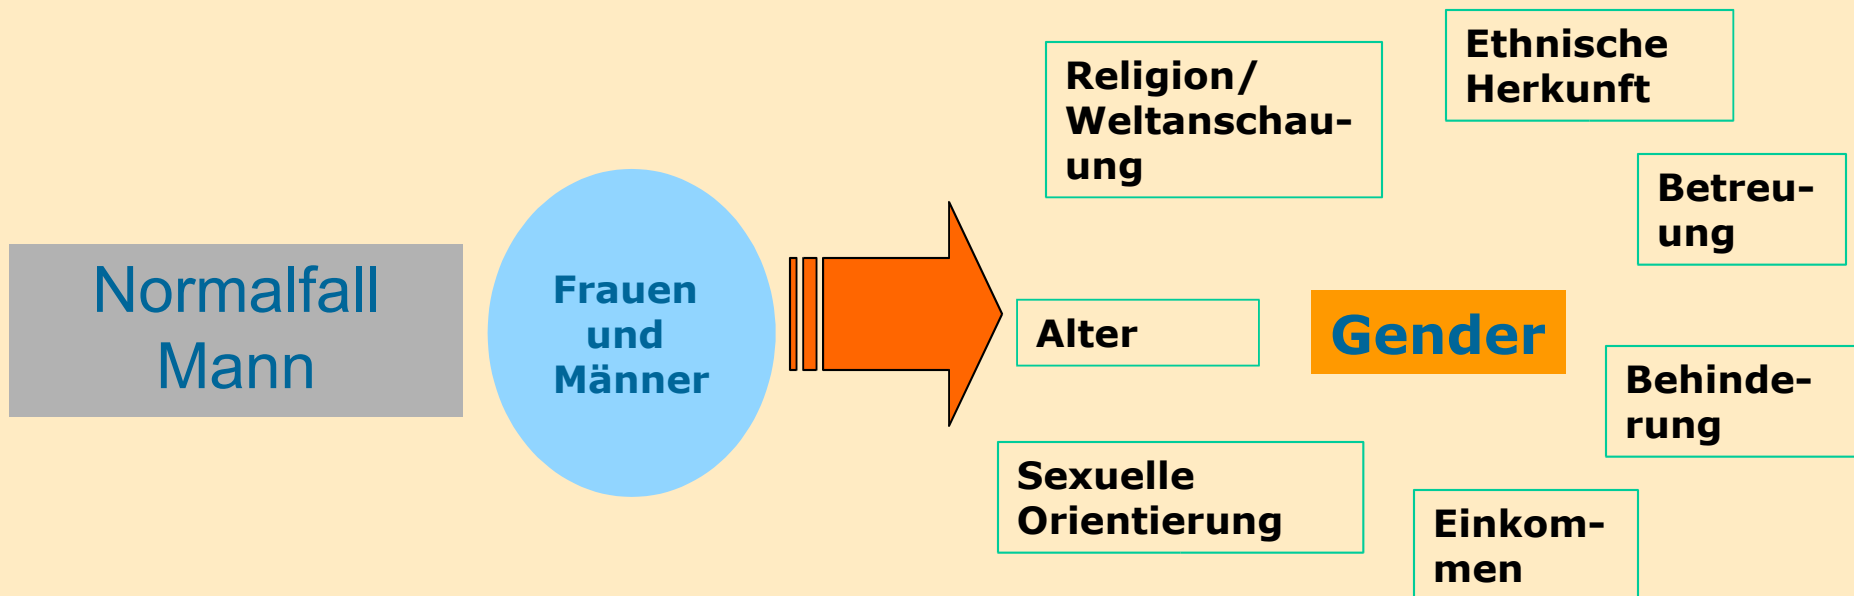 Normalfall
Mann
Frauen
und
Männer
Religion/
Weltanschau-
ung
Ethnische
Herkunft
Betreu-
ung
Alter
Gender
Behinde-
rung
Sexuelle
Orientierung
Einkom-
men